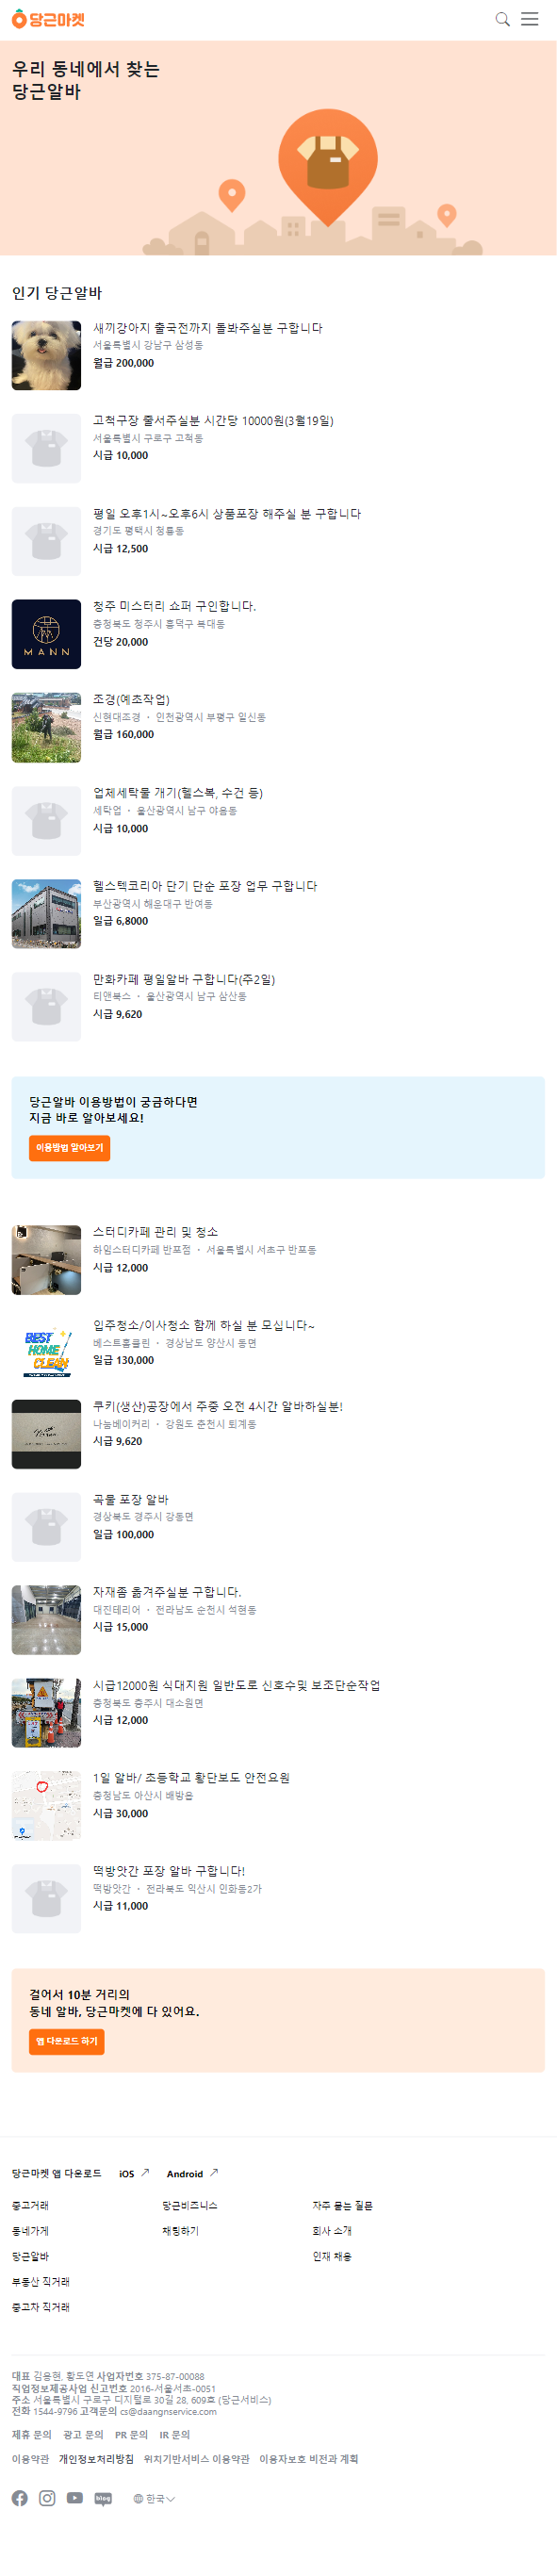 당근마켓
우리 동네에서 찾는
당근알바
인기 당근알바
새끼강아지 출국전까지 돌봐주실분 구합니다
서울특별시 강남구 삼성동
월급 200,000
고척구장 줄서주실분 시간당 10000원(3월19일)
서울특별시 구로구 고척동
시급 10,000
평일 오후1시~오후6시 상품포장 해주실 분 구합니다
경기도 평택시 청룡동
시급 12,500
청주 미스터리 쇼퍼 구인합니다.
충청북도 청주시 흥덕구 복대동
건당 20,000
MANN
조경(예초작업)
신현대조경 · 인천광역시 부평구 일신동
월급 160,000
업체세탁물 개기(헬스복, 수건 등)
세탁업 · 울산광역시 남구 야음동
시급 10,000
헬스텍코리아 단기 단순 포장 업무 구합니다
부산광역시 해운대구 반여동
일급 6,8000
만화카페 평일알바 구합니다(주2일)
티앤북스 · 울산광역시 남구 삼산동
시급 9,620
당근알바 이용방법이 궁금하다면
지금 바로 알아보세요!
이용방법 알아보기
스터디카페 관리 및 청소
하임스터디카페 반포점 · 서울특별시 서초구 반포동
시급 12,000
입주청소/이사청소 함께 하실 분 모십니다~
베스트홈클린 · 경상남도 양산시 동면
일급 130,000
BEST
HOME
CLEAN
쿠키(생산)공장에서 주중 오전 4시간 알바하실분!
나눔베이커리 · 강원도 춘천시 퇴계동
시급 9,620
곡물 포장 알바
경상북도 경주시 강동면
일급 100,000
자재좀 옮겨주실분 구합니다.
대진테리어 · 전라남도 순천시 석현동
시급 15,000
시급12000원 식대지원 일반도로 신호수및 보조단순작업
충청북도 충주시 대소원면
시급 12,000
1일 알바/ 초등학교 횡단보도 안전요원
충청남도 아산시 배방읍
시급 30,000
떡방앗간 포장 알바 구합니다!
떡방앗간 · 전라북도 익산시 인화동2가
시급 11,000
걸어서 10분 거리의
동네 알바, 당근마켓에 다 있어요.
앱 다운로드 하기
당근마켓 앱 다운로드 iOS Android
중고거래 당근비즈니스 자주 묻는 질문
동네가게 채팅하기 회사 소개
당근알바 인재 채용
부동산 직거래
중고차 직거래
대표 김용현, 황도연 사업자번호 375-87-00088
직업정보제공사업 신고번호 2016-서울서초-0051
주소 서울특별시 구로구 디지털로 30길 28, 609호 (당근서비스)
전화 1544-9796 고객문의 cs@daangnservice.com
제휴 문의 광고 문의 PR 문의 IR 문의
이용약관 개인정보처리방침 위치기반서비스 이용약관 이용자보호 비전과 계획
blog
한국